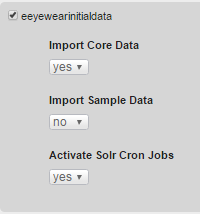 eeyewearinitialdata
Import Core Data
yes
Import Sample Data
no
Activate Solr Cron Jobs
yes